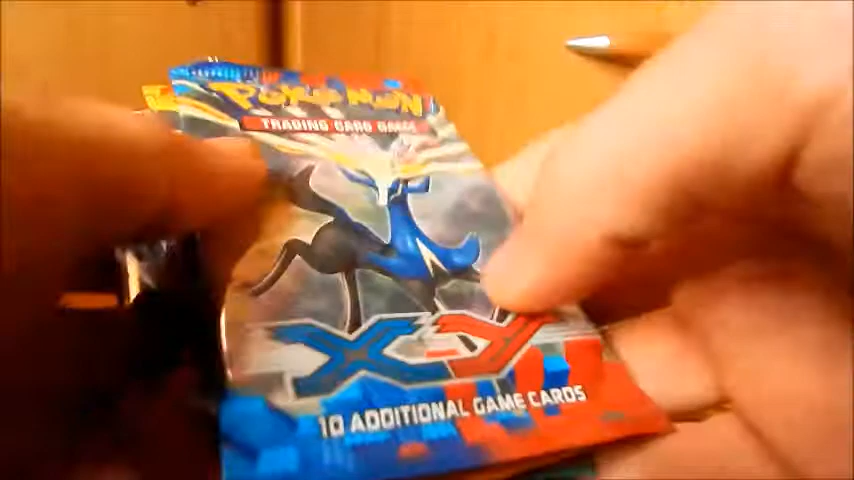 POKéMON
TRADING CARD GAME
XY
10 ADDITIONAL GAME CARDS